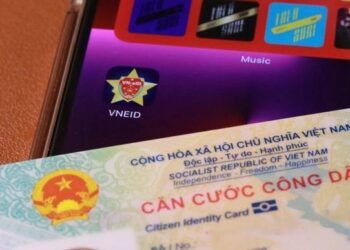 Music
VNEID
CỘNG HÒA XÃ HỘI CHỦ NGHĨA VIỆT NAM
Độc lập - Tự do - Hạnh phúc
SOCIALIST REPUBLIC OF VIET NAM
Independence - Freedom - Happiness
CĂN CƯỚC CÔNG DÂ
Citizen Identity Card